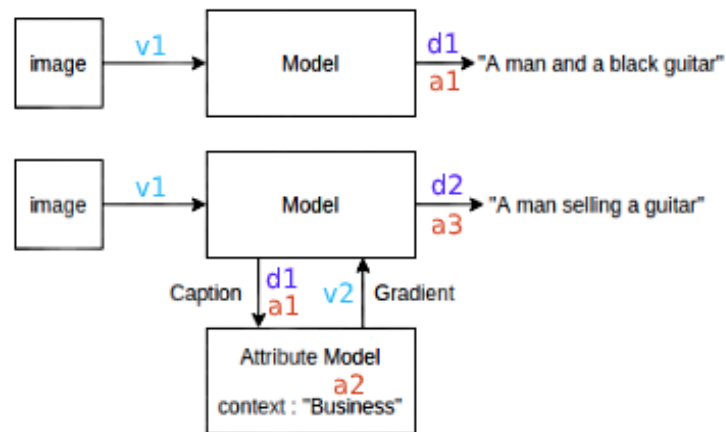 image
v1
Model
d1
a1
"A man and a black guitar"
image
v1
Model
d2
a3
"A man selling a guitar"
Caption
d1
a1
v2
Gradient
Attribute Model
a2
context : "Business"